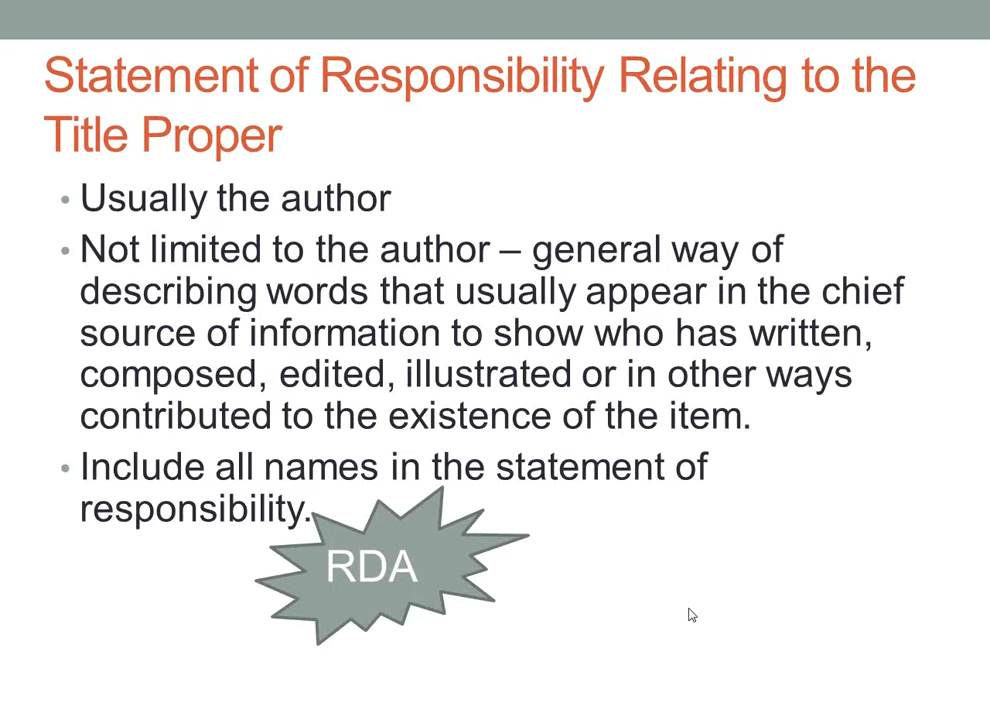 Statement of Responsibility Relating to the
Title Proper
• Usually the author
• Not limited to the author – general way of
describing words that usually appear in the chief
source of information to show who has written,
composed, edited, illustrated or in other ways
contributed to the existence of the item.
• Include all names in the statement of
responsibility.
RDA